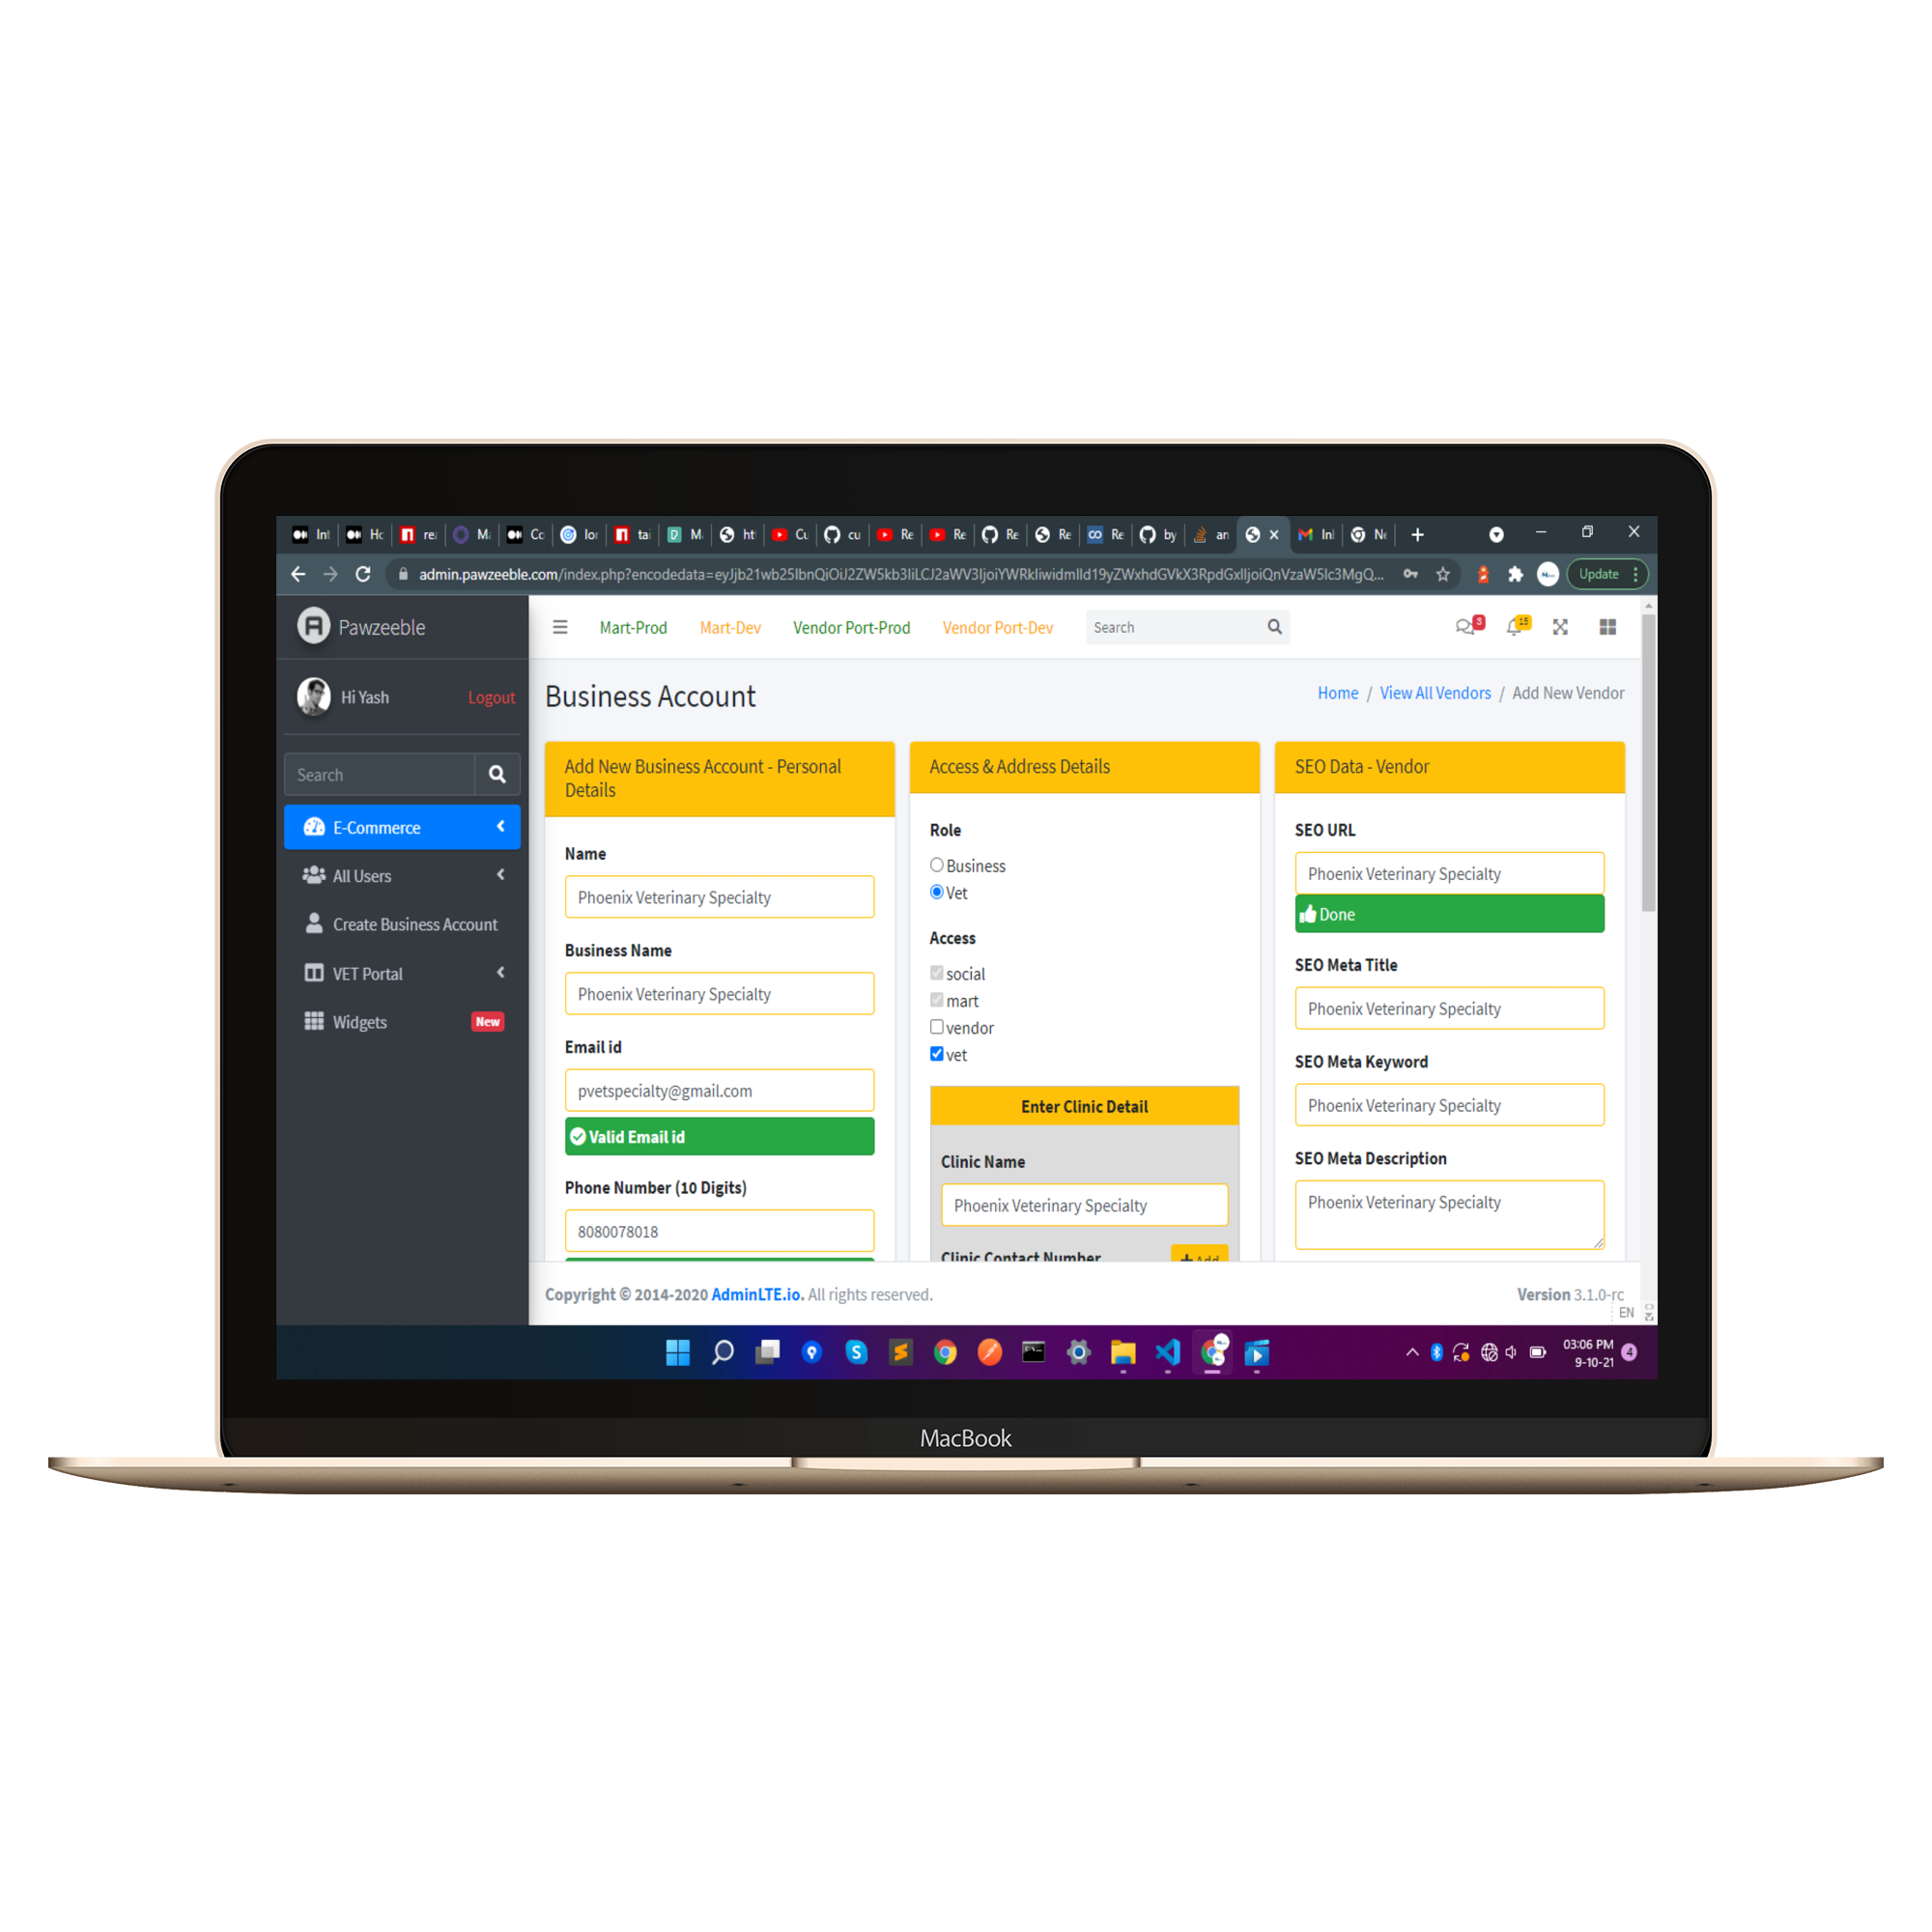 Int
Hc
re
M
Co
lor
tai
M
ht
Cu
cu
Re
Re
Re
Re
Re
by
an
Inl
Ne
admin.pawzeeble.com/index.php?encodedata=
Update
Pawzeeble
Mart-Prod Mart-Dev Vendor Port-Prod Vendor Port-Dev Search 3 15
Hi Yash Logout
Search
E-Commerce
All Users
Create Business Account
VET Portal
Widgets New
Business Account
Home / View All Vendors / Add New Vendor
Add New Business Account - Personal
Details
Name
Phoenix Veterinary Specialty
Business Name
Phoenix Veterinary Specialty
Email id
pvetspecialty@gmail.com
Valid Email id
Phone Number (10 Digits)
8080078018
Access & Address Details
Role
Business
Vet
Access
social
mart
vendor
vet
Enter Clinic Detail
Clinic Name
Phoenix Veterinary Specialty
Clinic Contact Number
Add
SEO Data - Vendor
SEO URL
Phoenix Veterinary Specialty
Done
SEO Meta Title
Phoenix Veterinary Specialty
SEO Meta Keyword
Phoenix Veterinary Specialty
SEO Meta Description
Phoenix Veterinary Specialty
Copyright © 2014-2020 AdminLTE.io. All rights reserved.
Version 3.1.0-rc
EN
03:06 PM
9-10-21
4
MacBook